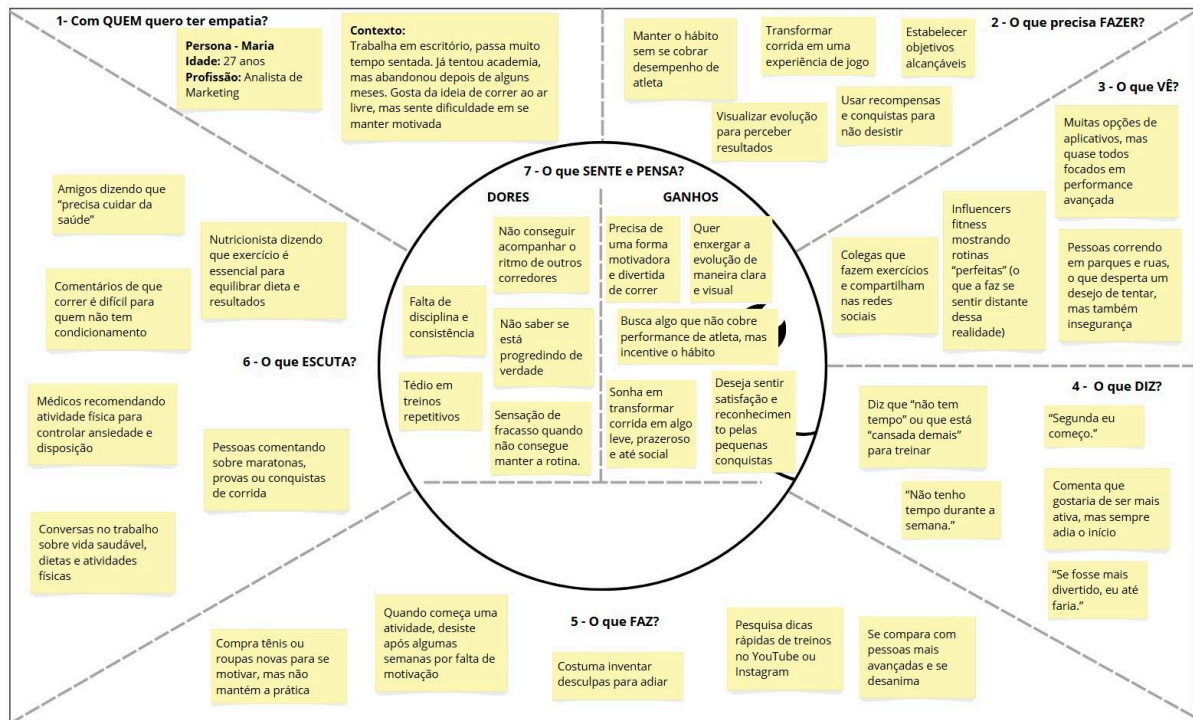 1- Com QUEM quero ter empatia?
Persona - Maria
Idade: 27 anos
Profissão: Analista de
Marketing
Contexto:
Trabalha em escritório, passa muito
tempo sentada. Já tentou academia,
mas abandonou depois de alguns
meses. Gosta da ideia de correr ao ar
livre, mas sente dificuldade em se
manter motivada
2 - O que precisa FAZER?
Manter o hábito
sem se cobrar
desempenho de
atleta
Transformar
corrida em uma
experiência de jogo
Estabelecer
objetivos
alcançáveis
Visualizar evolução
para perceber
resultados
Usar recompensas
e conquistas para
não desistir
3 - O que VÊ?
Muitas opções de
aplicativos, mas
quase todos
focados em
performance
avançada
Influencers
fitness
mostrando
rotinas
“perfeitas” (o
que a faz se
sentir distante
dessa
realidade)
Colegas que
fazem exercícios
e compartilham
nas redes
sociais
Pessoas correndo
em parques e ruas,
o que desperta um
desejo de tentar,
mas também
insegurança
4 - O que DIZ?
Diz que “não tem
tempo” ou que está
“cansada demais”
para treinar
“Segunda eu
começo.”
“Não tenho
tempo durante a
semana.”
Comenta que
gostaria de ser mais
ativa, mas sempre
adia o início
“Se fosse mais
divertido, eu até
faria.”
5 - O que FAZ?
Compra tênis ou
roupas novas para se
motivar, mas não
mantém a prática
Quando começa uma
atividade, desiste
após algumas
semanas por falta de
motivação
Costuma inventar
desculpas para adiar
Pesquisa dicas
rápidas de treinos
no YouTube ou
Instagram
Se compara com
pessoas mais
avançadas e se
desanima
6 - O que ESCUTA?
Amigos dizendo que
“precisa cuidar da
saúde”
Nutricionista dizendo
que exercício é
essencial para
equilibrar dieta e
resultados
Comentários de que
correr é difícil para
quem não tem
condicionamento
Médicos recomendando
atividade física para
controlar ansiedade e
disposição
Pessoas comentando
sobre maratonas,
provas ou conquistas
de corrida
Conversas no trabalho
sobre vida saudável,
dietas e atividades
físicas
7 - O que SENTE e PENSA?
DORES
Não conseguir
acompanhar o
ritmo de outros
corredores
Falta de
disciplina e
consistência
Não saber se
está
progredindo de
verdade
Tédio em
treinos
repetitivos
Sensação de
fracasso quando
não consegue
manter a rotina.
GANHOS
Precisa de
uma forma
motivadora
e divertida
de correr
Quer
enxergar a
evolução de
maneira clara
e visual
Busca algo que não cobre
performance de atleta, mas
incentive o hábito
Sonha em
transformar
corrida em algo
leve, prazeroso
e até social
Deseja sentir
satisfação e
reconhecimen
to pelas
pequenas
conquistas